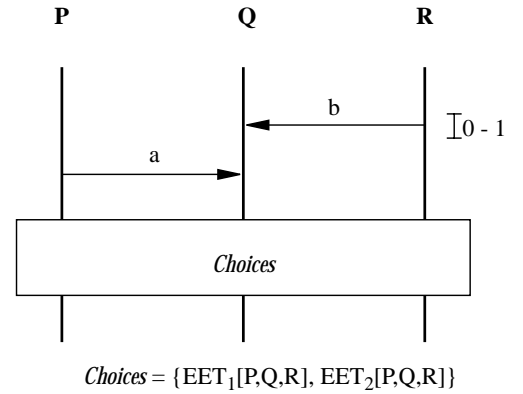 P Q R
b
0 - 1
a
Choices
Choices = {EET₁[P,Q,R], EET₂[P,Q,R]}